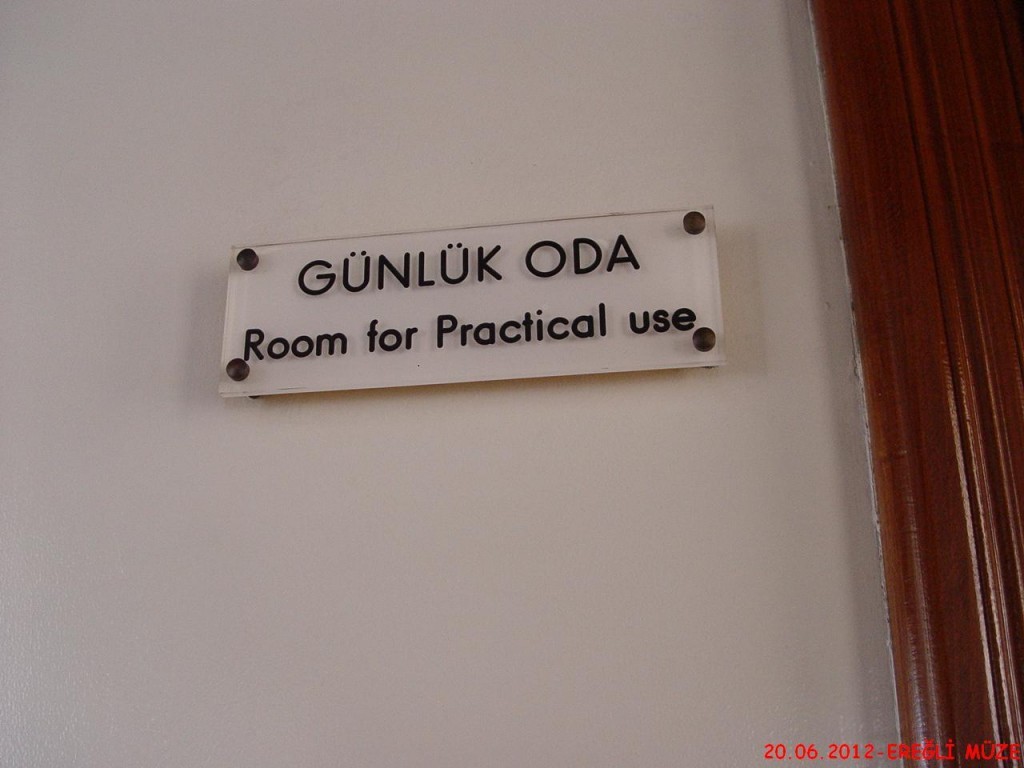 GÜNLÜK ODA
Room for Practical use
20.06.2012-EREĞLİ MÜZE